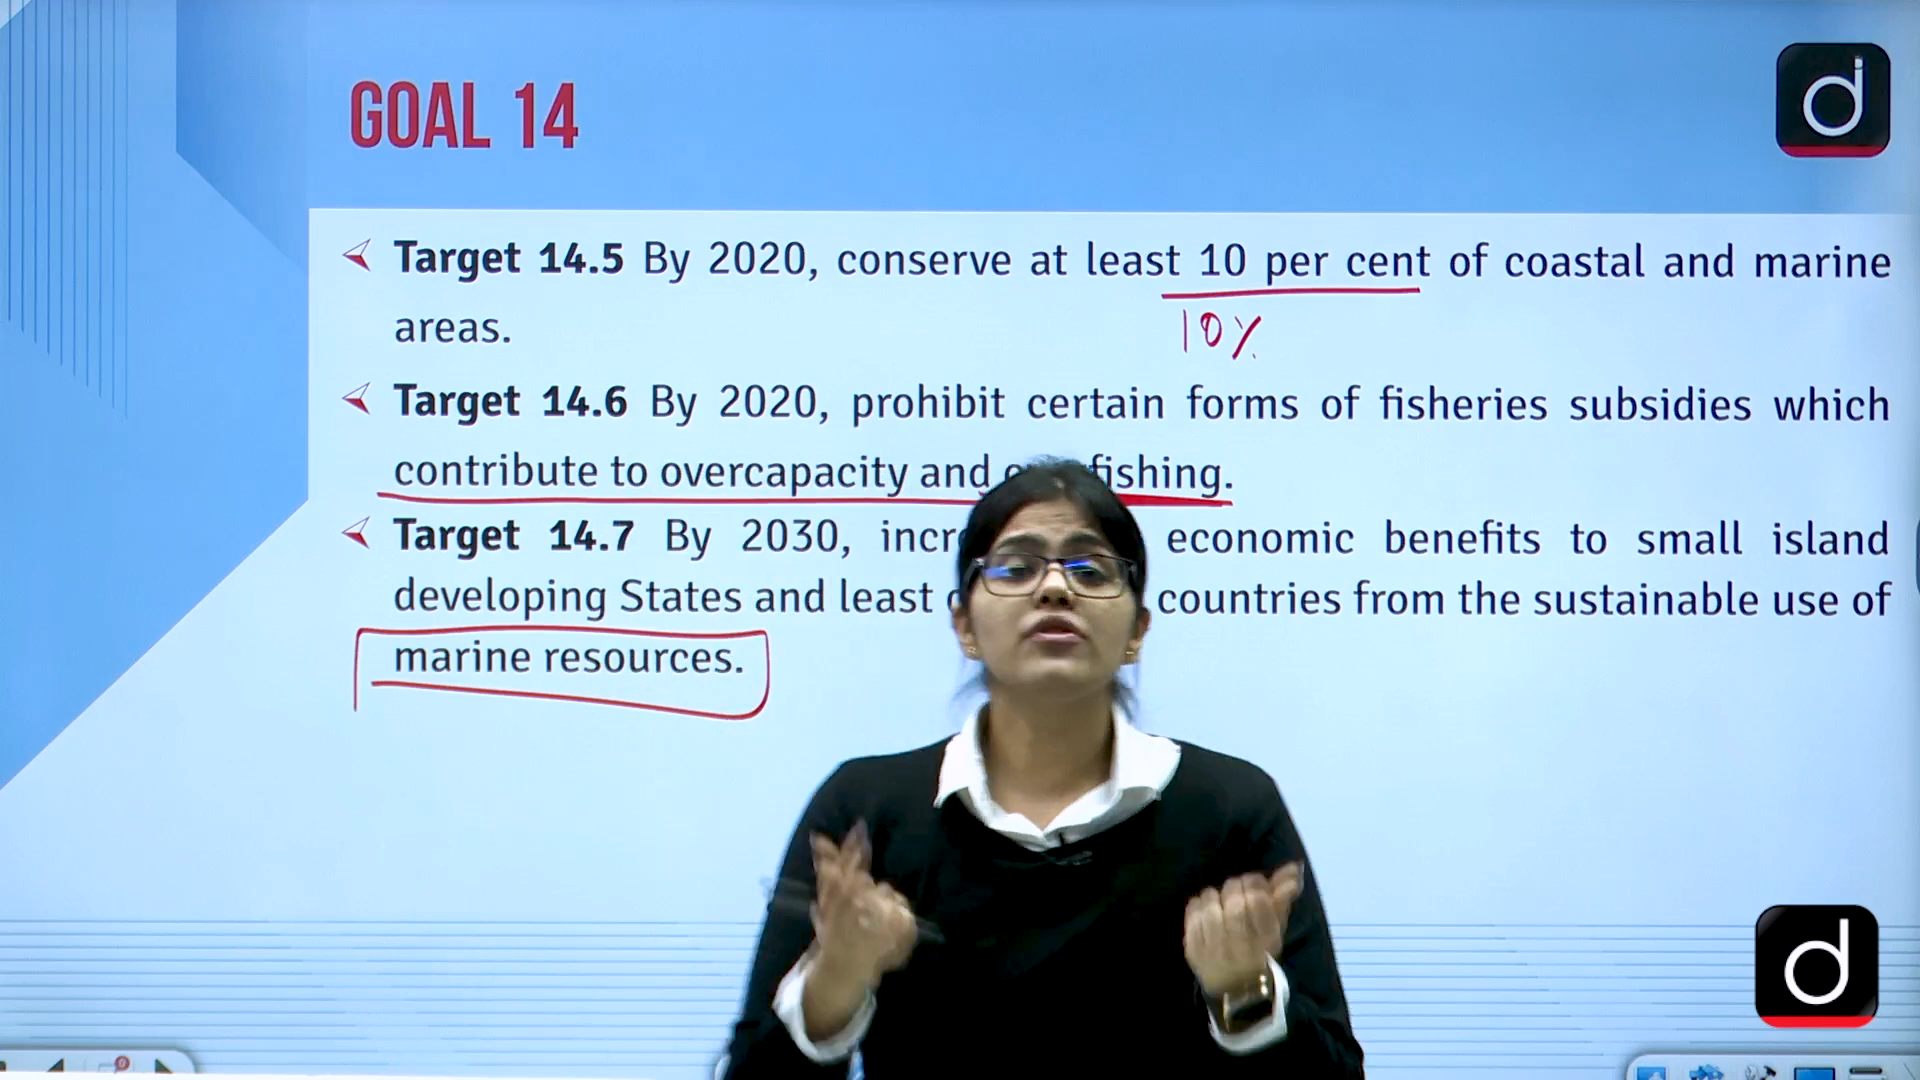 GOAL 14
d
Target 14.5 By 2020, conserve at least 10 per cent of coastal and marine
areas.
10%
Target 14.6 By 2020, prohibit certain forms of fisheries subsidies which
contribute to overcapacity and fishing.
Target 14.7 By 2030, economic benefits to small island
developing States and least countries from the sustainable use of
marine resources.
d